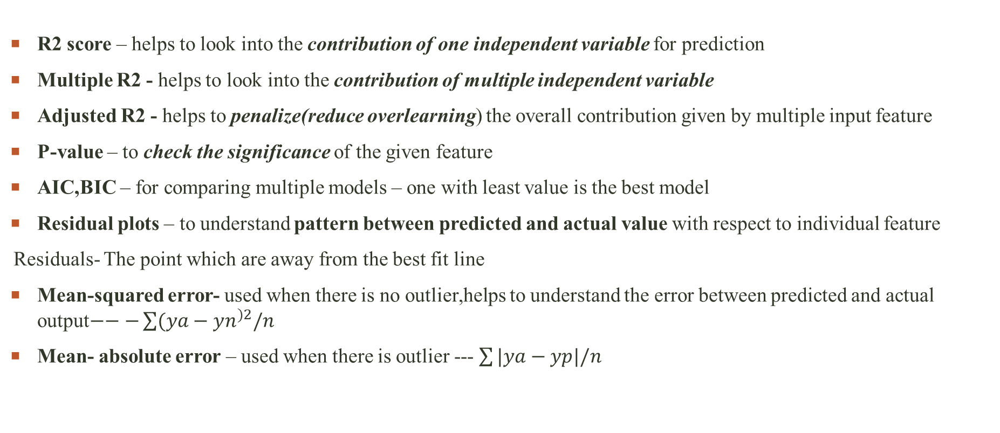 ▪ R2 score – helps to look into the contribution of one independent variable for prediction
▪ Multiple R2 - helps to look into the contribution of multiple independent variable
▪ Adjusted R2 - helps to penalize(reduce overlearning) the overall contribution given by multiple input feature
▪ P-value – to check the significance of the given feature
▪ AIC,BIC – for comparing multiple models – one with least value is the best model
▪ Residual plots – to understand pattern between predicted and actual value with respect to individual feature
Residuals- The point which are away from the best fit line
▪ Mean-squared error- used when there is no outlier,helps to understand the error between predicted and actual
output−− −∑(ya − yn)²/n
▪ Mean- absolute error – used when there is outlier --- ∑|ya − yp|/n